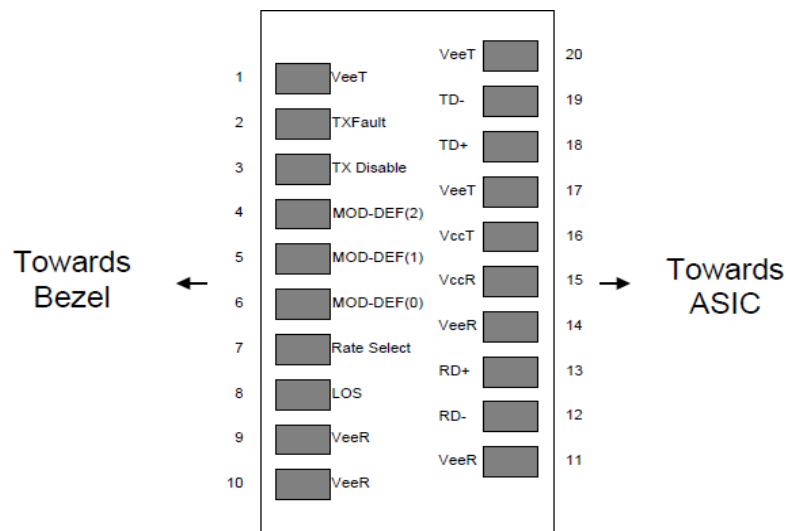 VeeT 20
1 VeeT
TD- 19
2 TXFault
TD+ 18
3 TX Disable
VeeT 17
4 MOD-DEF(2)
VccT 16
5 MOD-DEF(1)
VccR 15
6 MOD-DEF(0)
VeeR 14
7 Rate Select
RD+ 13
8 LOS
RD- 12
9 VeeR
VeeR 11
10 VeeR
Towards
Bezel
Towards
ASIC